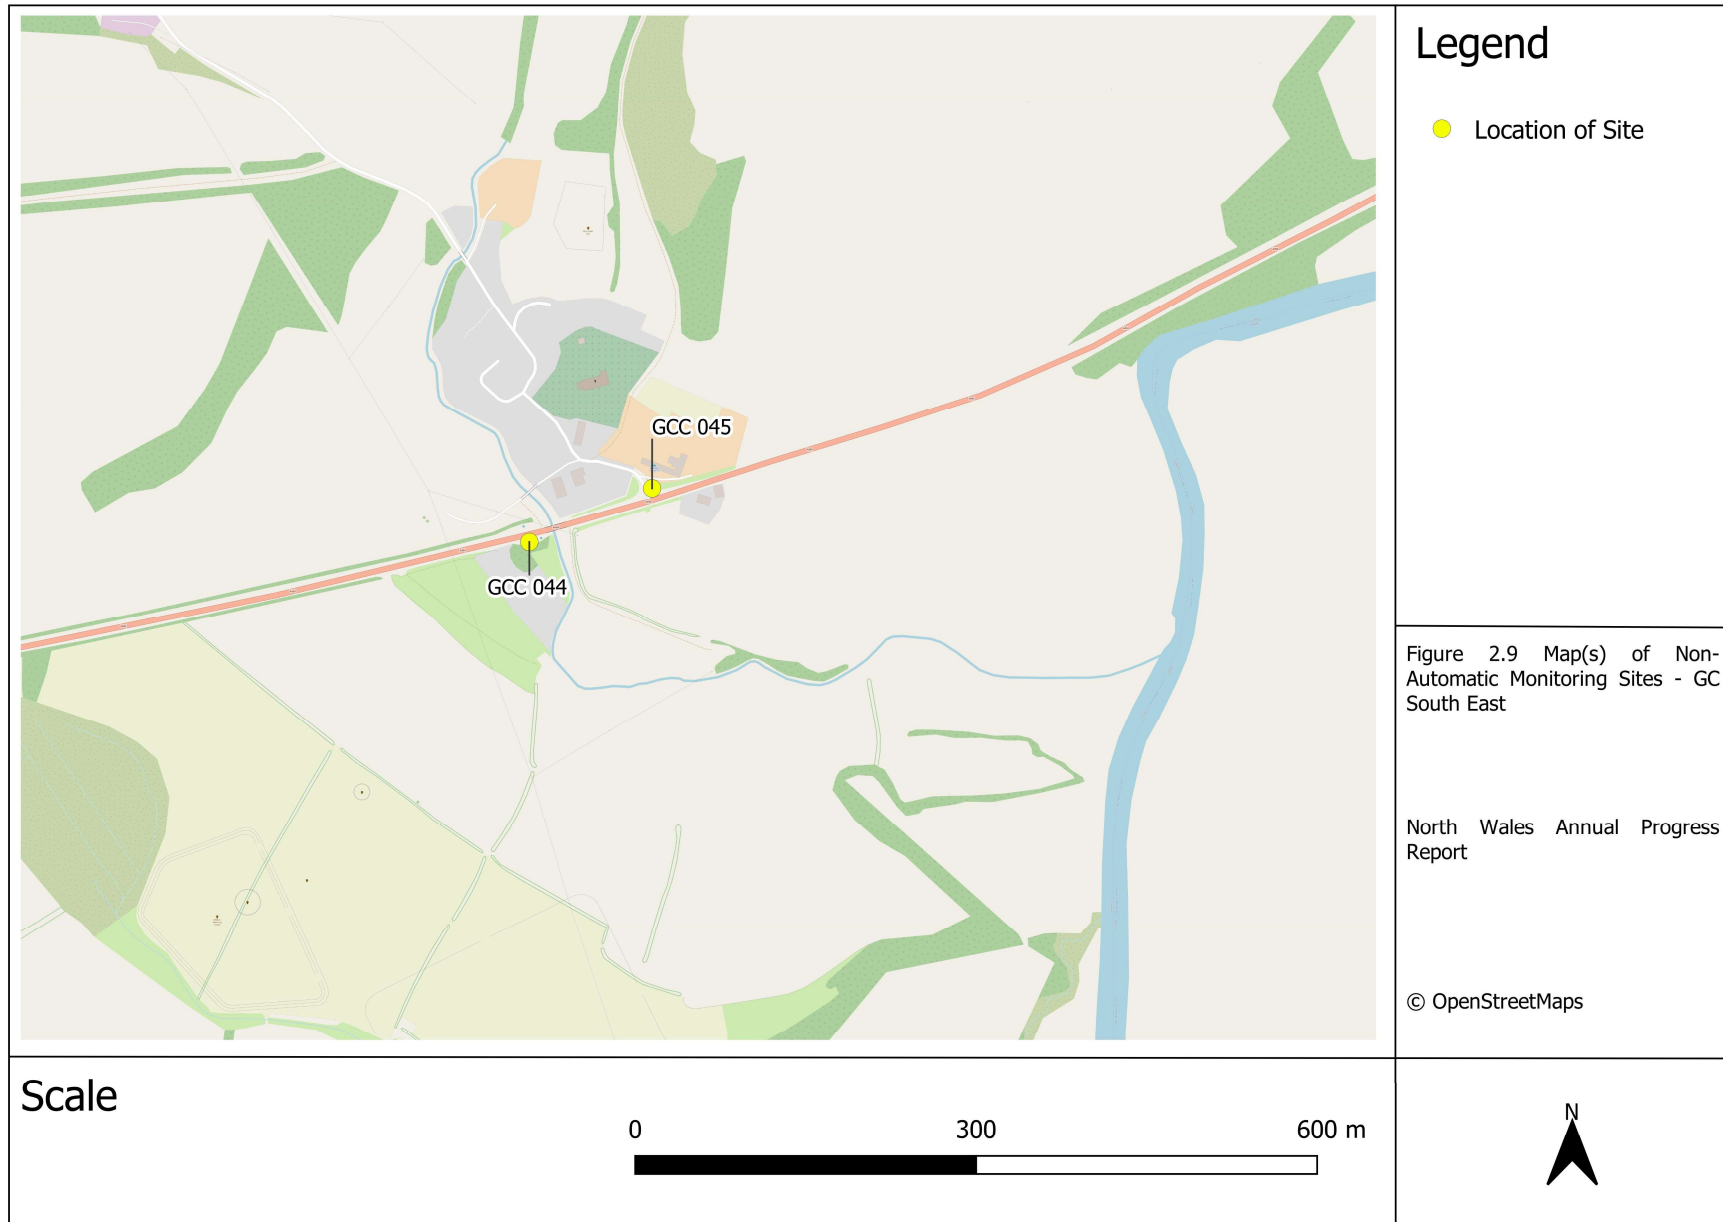 Legend
Location of Site
GCC 045
GCC 044
Figure 2.9 Map(s) of Non-
Automatic Monitoring Sites - GC
South East
North Wales Annual Progress
Report
© OpenStreetMaps
Scale
0 300 600 m
N